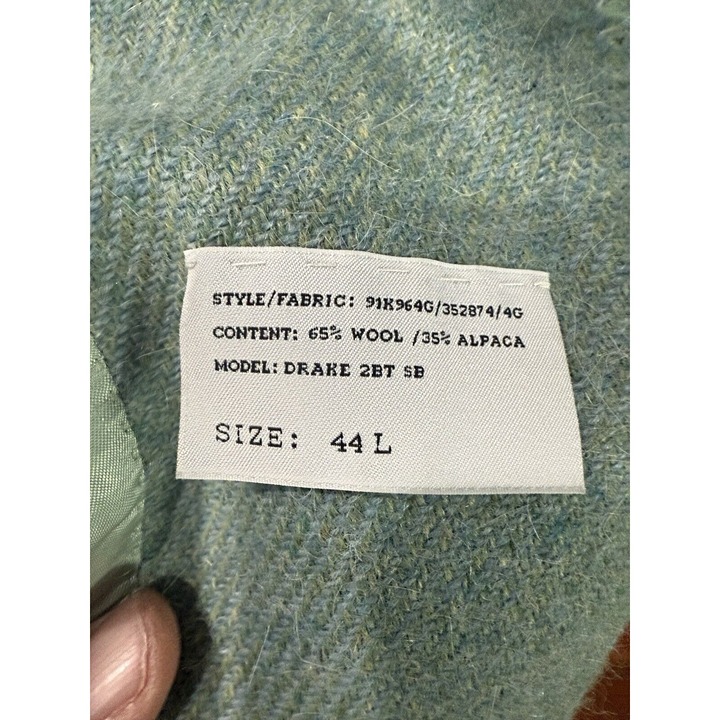 STYLE/FABRIC: 91K964G/352874/4G
CONTENT: 65% WOOL /35% ALPACA
MODEL: DRAKE 2BT SB
SIZE: 44 L